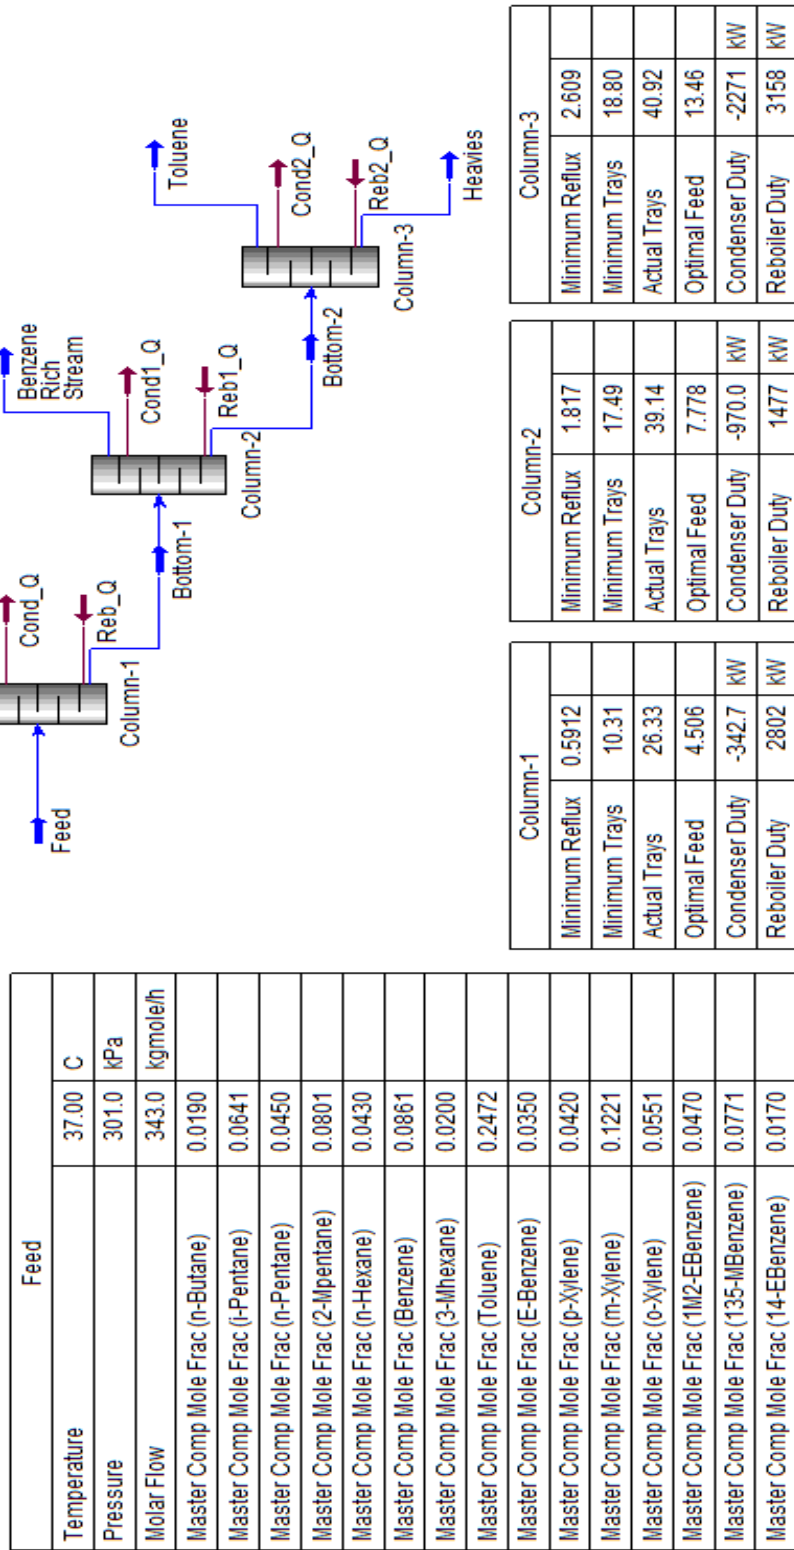 Feed
Temperature 37.00 C
Pressure 301.0 kPa
Molar Flow 343.0 kgmole/h
Master Comp Mole Frac (n-Butane) 0.0190
Master Comp Mole Frac (i-Pentane) 0.0641
Master Comp Mole Frac (n-Pentane) 0.0450
Master Comp Mole Frac (2-Mpentane) 0.0801
Master Comp Mole Frac (n-Hexane) 0.0430
Master Comp Mole Frac (Benzene) 0.0861
Master Comp Mole Frac (3-Mhexane) 0.0200
Master Comp Mole Frac (Toluene) 0.2472
Master Comp Mole Frac (E-Benzene) 0.0350
Master Comp Mole Frac (p-Xylene) 0.0420
Master Comp Mole Frac (m-Xylene) 0.1221
Master Comp Mole Frac (o-Xylene) 0.0551
Master Comp Mole Frac (1M2-EBenzene) 0.0470
Master Comp Mole Frac (135-MBenzene) 0.0771
Master Comp Mole Frac (14-EBenzene) 0.0170
Feed
Cond_Q
Reb_Q
Column-1
Bottom-1
Benzene
Rich
Stream
Cond1_Q
Reb1_Q
Column-2
Bottom-2
Toluene
Cond2_Q
Reb2_Q
Column-3
Heavies
Column-1
Minimum Reflux 0.5912
Minimum Trays 10.31
Actual Trays 26.33
Optimal Feed 4.506
Condenser Duty -342.7 kW
Reboiler Duty 2802 kW
Column-2
Minimum Reflux 1.817
Minimum Trays 17.49
Actual Trays 39.14
Optimal Feed 7.778
Condenser Duty -970.0 kW
Reboiler Duty 1477 kW
Column-3
Minimum Reflux 2.609
Minimum Trays 18.80
Actual Trays 40.92
Optimal Feed 13.46
Condenser Duty -2271 kW
Reboiler Duty 3158 kW